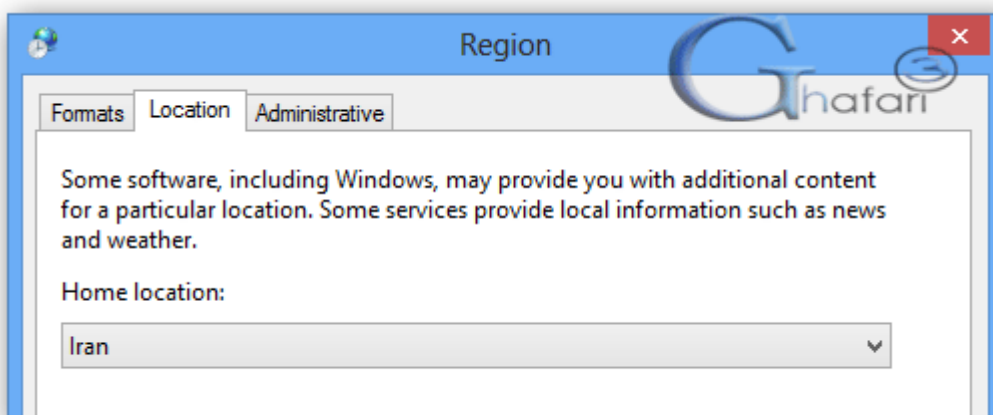 Region
Ghafari 3
Formats Location Administrative
Some software, including Windows, may provide you with additional content
for a particular location. Some services provide local information such as news
and weather.
Home location:
Iran